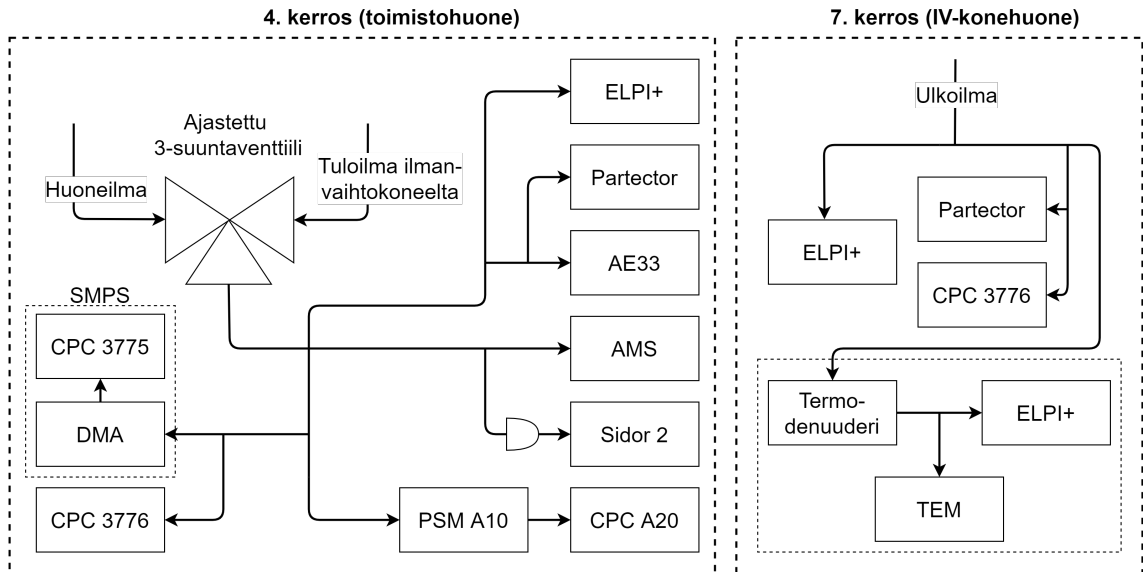 4. kerros (toimistohuone)
7. kerros (IV-konehuone)
Ajastettu
3-suuntaventtiili
Huoneilma
Tuloilma ilman-
vaihtokoneelta
ELPI+
Partector
AE33
AMS
Sidor 2
SMPS
CPC 3775
DMA
CPC 3776
PSM A10
CPC A20
Ulkoilma
ELPI+
Partector
CPC 3776
Termo-
denuuderi
ELPI+
TEM